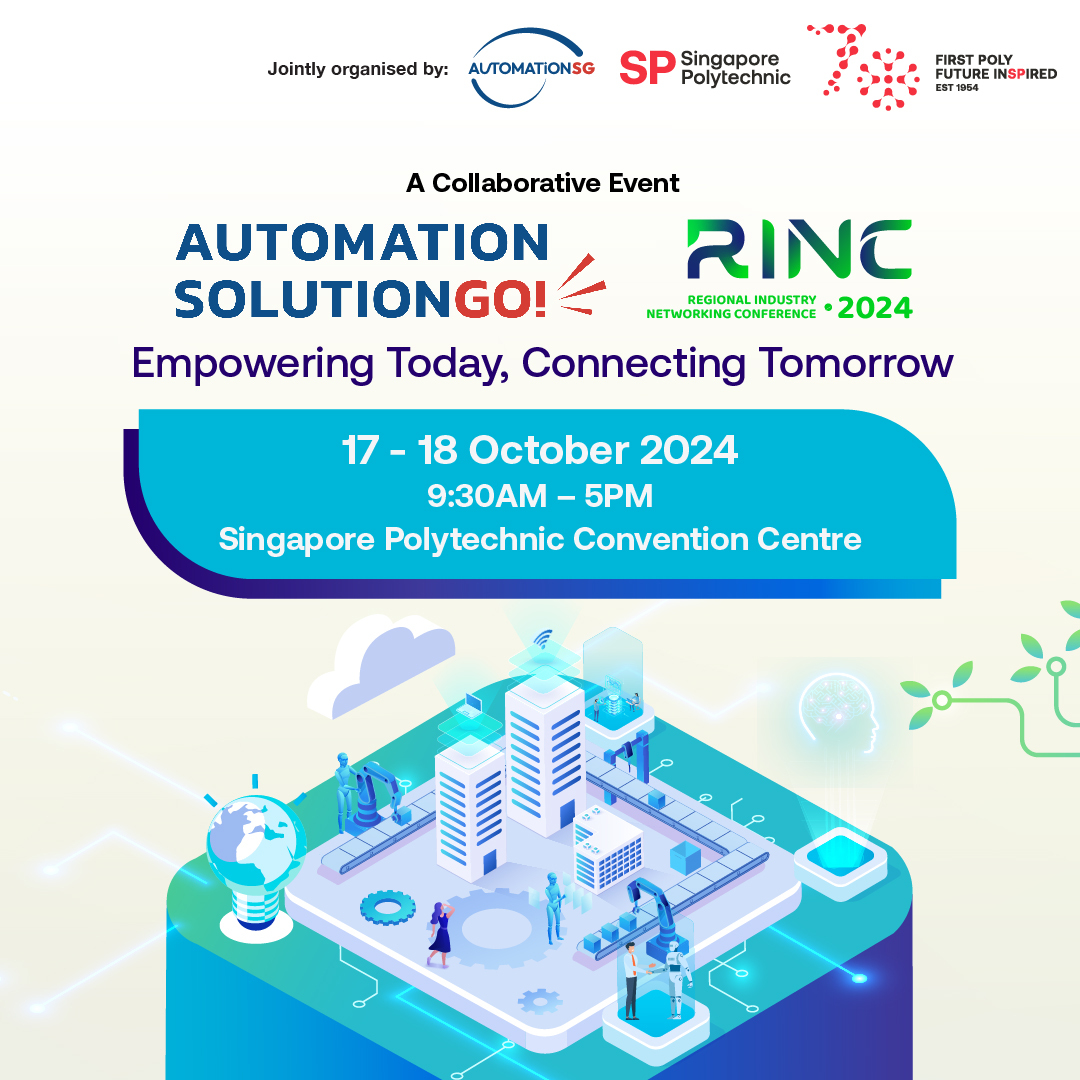 Jointly organised by:
AUTOMATiONSG
SP Singapore
Polytechnic
70
FIRST POLY
FUTURE INSPIRED
EST 1954
A Collaborative Event
AUTOMATION
SOLUTIONGO!
RINC
REGIONAL INDUSTRY
NETWORKING CONFERENCE • 2024
Empowering Today, Connecting Tomorrow
17 - 18 October 2024
9:30AM – 5PM
Singapore Polytechnic Convention Centre